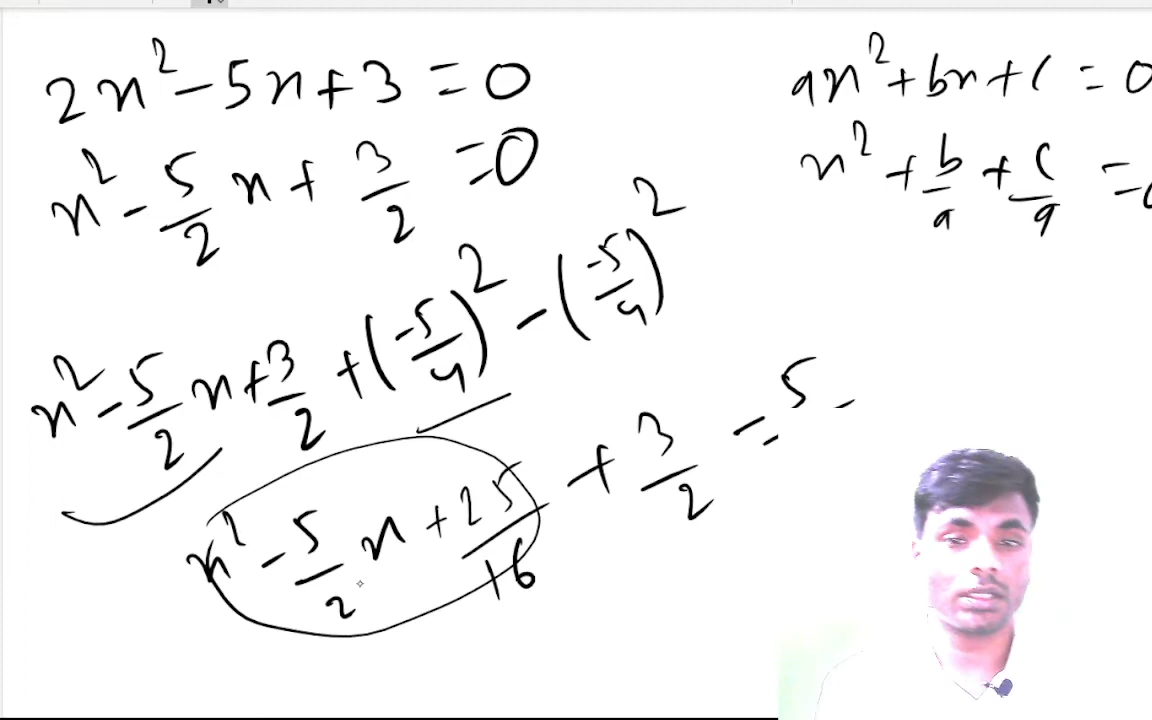 2x² - 5x + 3 = 0
x² - 5/2 x + 3/2 = 0
x² - 5/2 x + 3/2 + (-5/4)² - (-5/4)²
x² - 5/2 x + 25/16 + 3/2 = 5
ax² + bx + c = 0
x² + b/a + c/a =